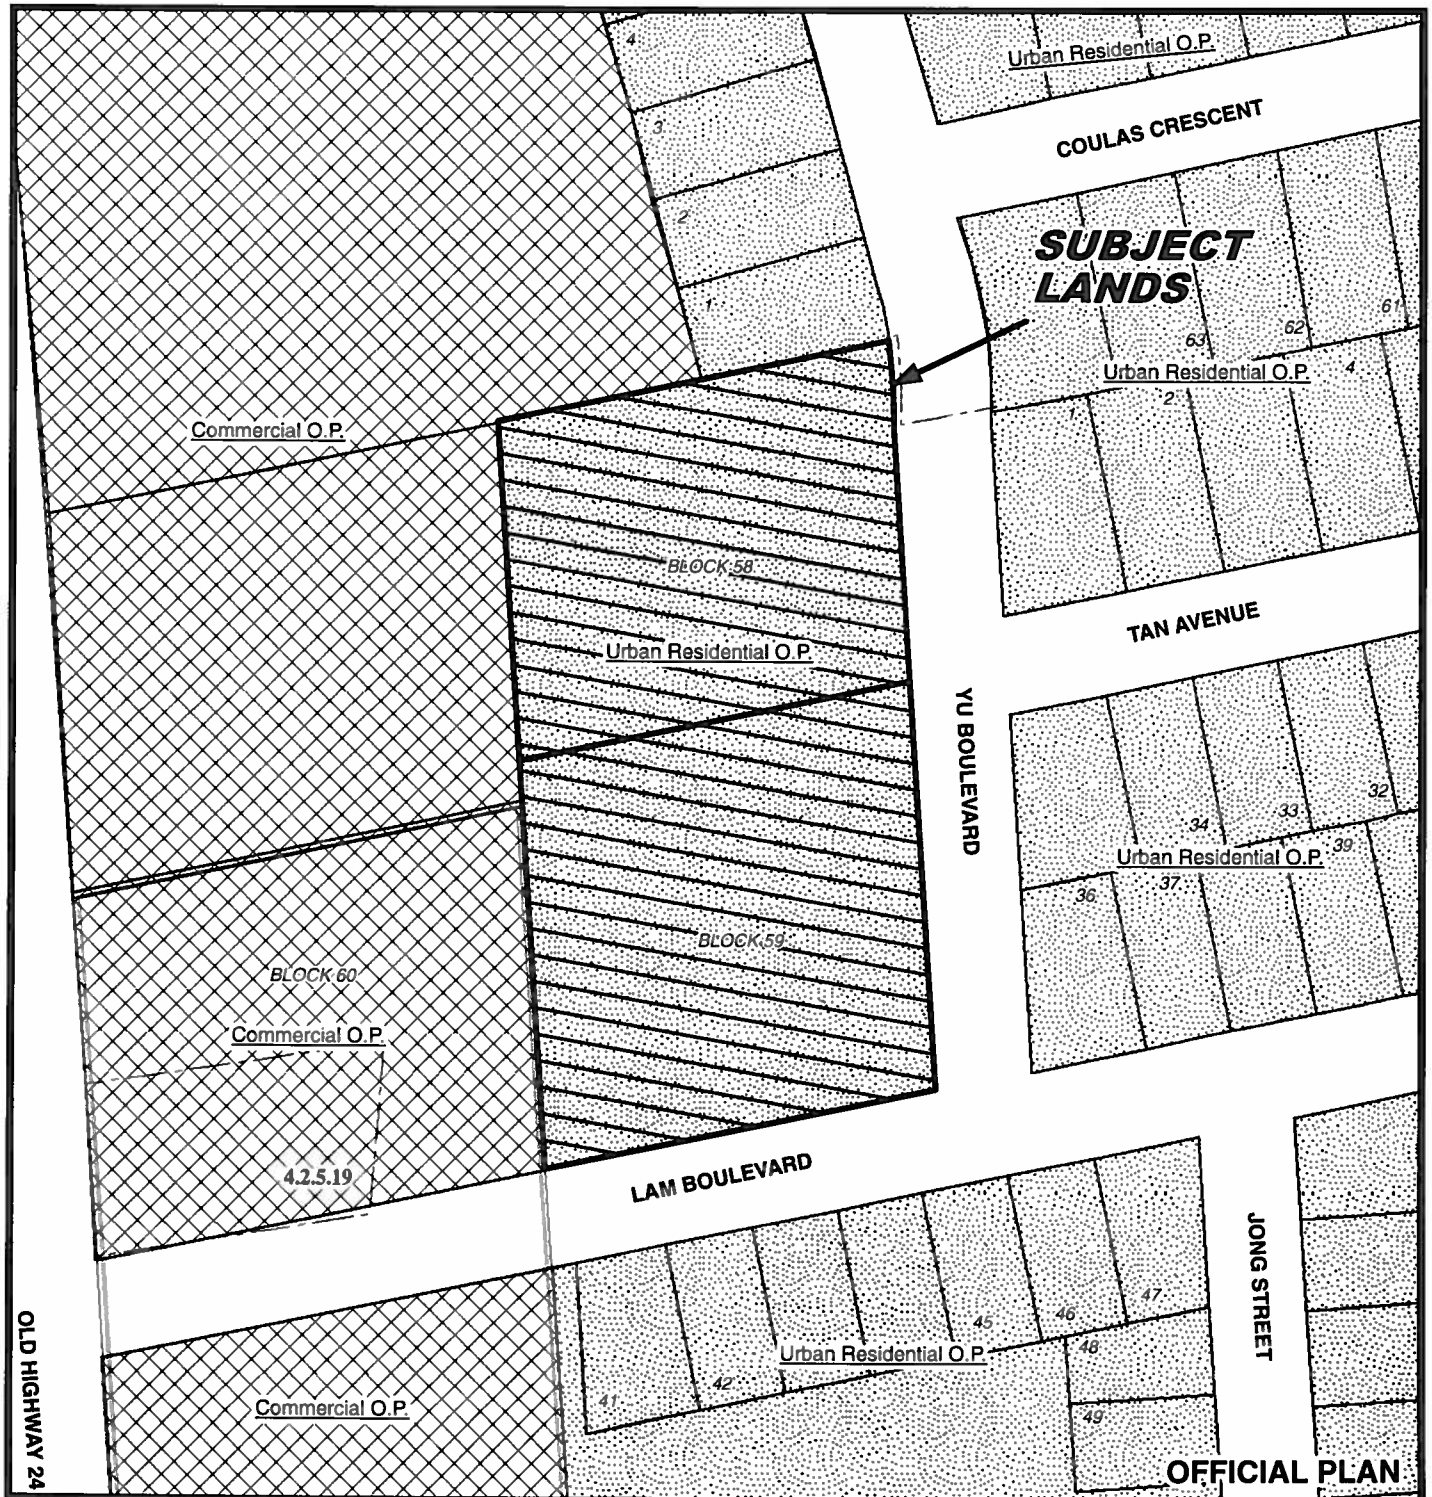 4
Urban Residential O.P.
COULAS CRESCENT
3
2
SUBJECT
LANDS
1
61
62
63
Urban Residential O.P.
4
2
1
Commercial O.P.
BLOCK 58
TAN AVENUE
Urban Residential O.P.
YU BOULEVARD
32
33
34
39
Urban Residential O.P.
37
36
BLOCK 59
BLOCK 60
Commercial O.P.
4.2.5.19
LAM BOULEVARD
JONG STREET
47
46
45
48
Urban Residential O.P.
42
41
49
Commercial O.P.
OLD HIGHWAY 24
OFFICIAL PLAN